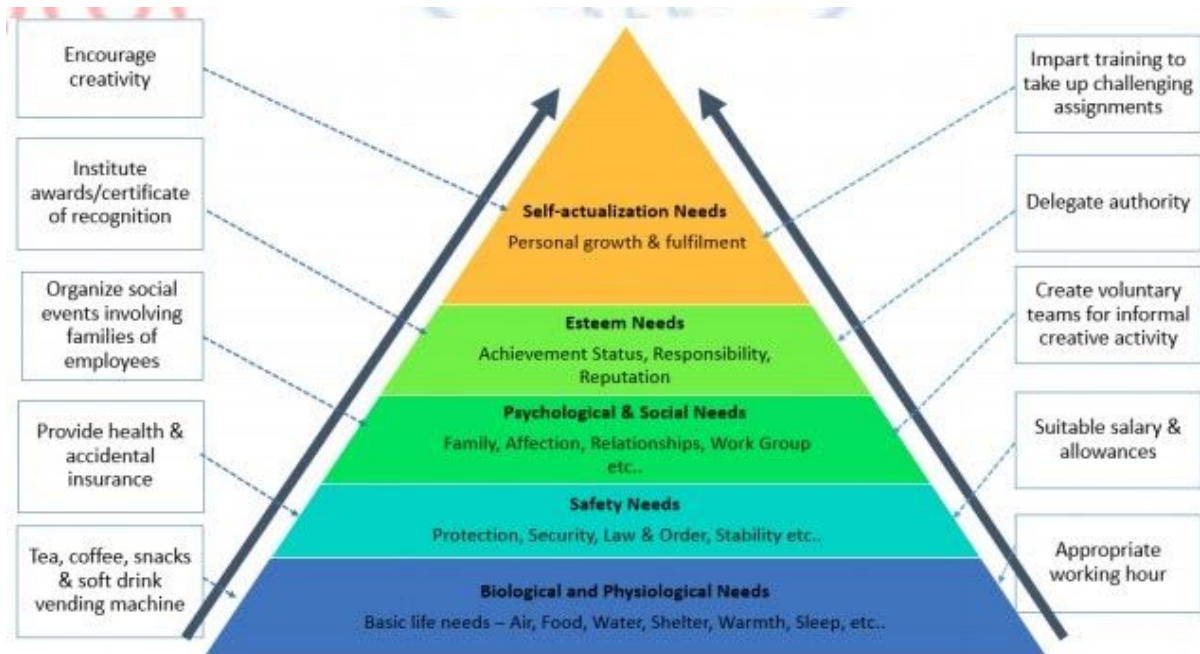 Encourage
creativity
Impart training to
take up challenging
assignments
Institute
awards/certificate
of recognition
Delegate authority
Self-actualization Needs
Personal growth & fulfilment
Organize social
events involving
families of
employees
Create voluntary
teams for informal
creative activity
Esteem Needs
Achievement Status, Responsibility,
Reputation
Provide health &
accidental
insurance
Suitable salary &
allowances
Psychological & Social Needs
Family, Affection, Relationships, Work Group
etc..
Safety Needs
Protection, Security, Law & Order, Stability etc..
Tea, coffee, snacks
& soft drink
vending machine
Appropriate
working hour
Biological and Physiological Needs
Basic life needs – Air, Food, Water, Shelter, Warmth, Sleep, etc..